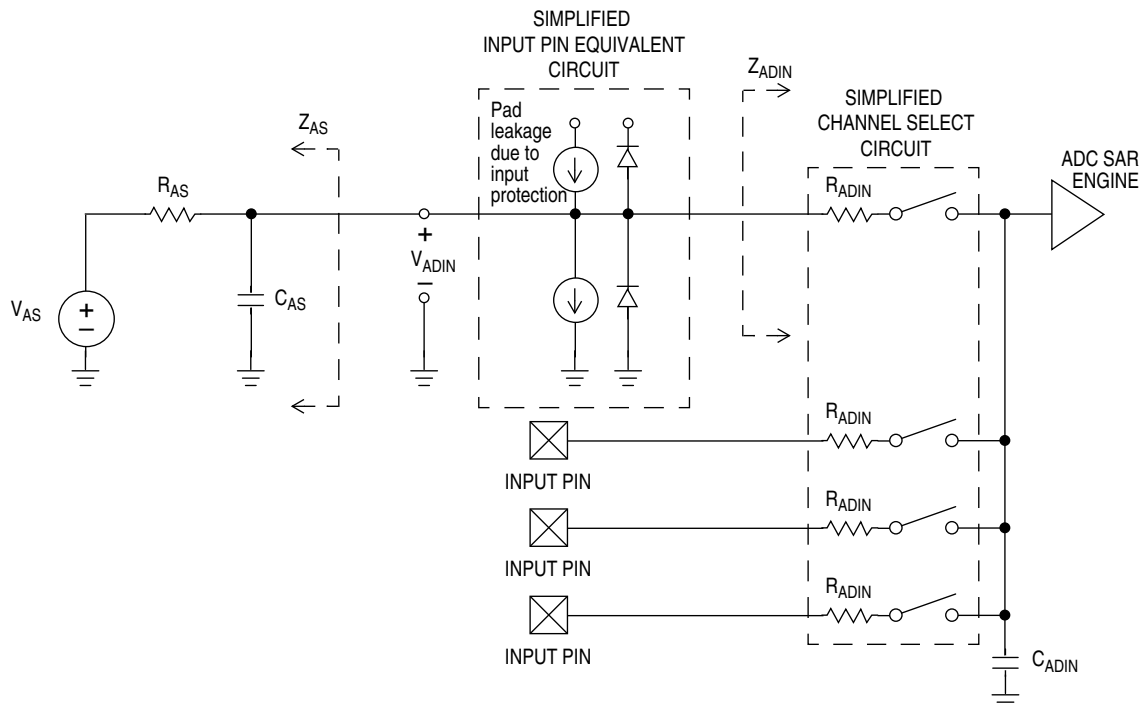 SIMPLIFIED
INPUT PIN EQUIVALENT
CIRCUIT
Pad
leakage
due to
input
protection
Z_ADIN
SIMPLIFIED
CHANNEL SELECT
CIRCUIT
ADC SAR
ENGINE
Z_AS
R_AS
R_ADIN
+
V_ADIN
−
V_AS
+
−
C_AS
R_ADIN
INPUT PIN
R_ADIN
INPUT PIN
R_ADIN
INPUT PIN
C_ADIN